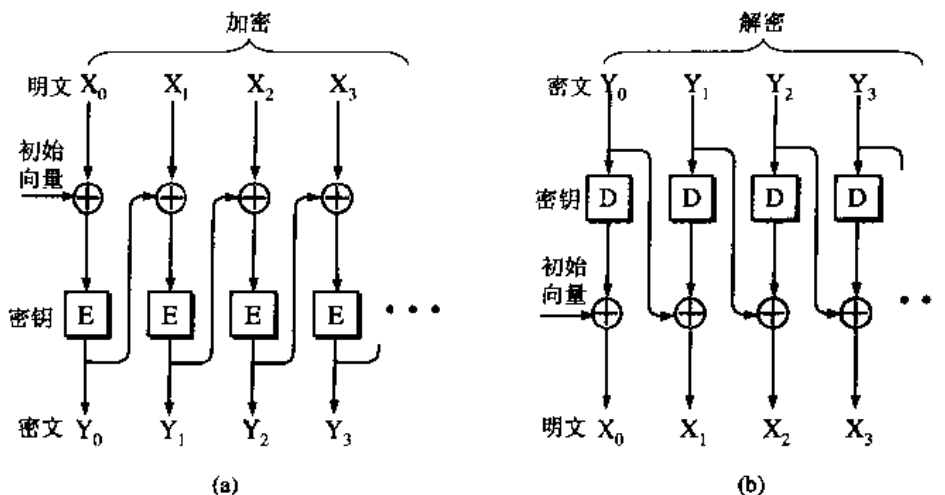 加密
明文 X₀ X₁ X₂ X₃
初始
向量
密钥 E E E E
密文 Y₀ Y₁ Y₂ Y₃
(a)
解密
密文 Y₀ Y₁ Y₂ Y₃
密钥 D D D D
初始
向量
明文 X₀ X₁ X₂ X₃
(b)